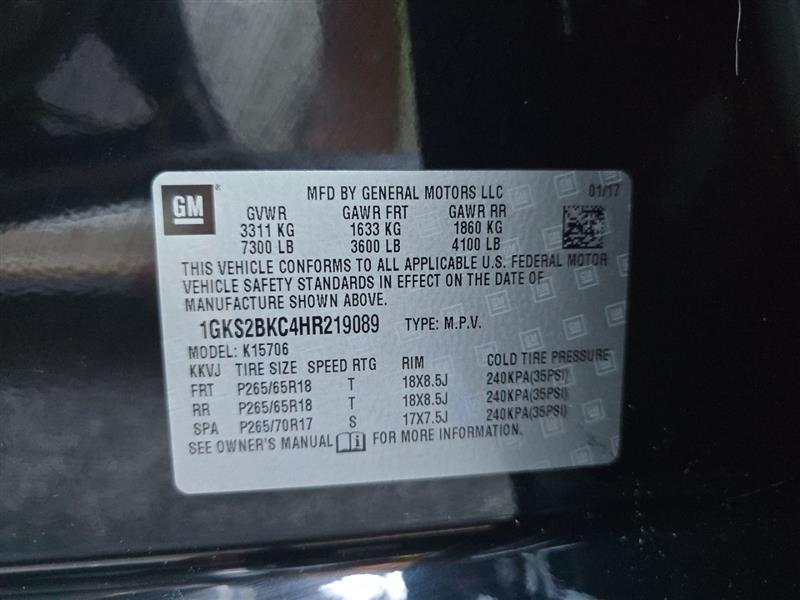 GM ® MFD BY GENERAL MOTORS LLC 01/17
GVWR GAWR FRT GAWR RR
3311 KG 1633 KG 1860 KG
7300 LB 3600 LB 4100 LB
THIS VEHICLE CONFORMS TO ALL APPLICABLE U.S. FEDERAL MOTOR
VEHICLE SAFETY STANDARDS IN EFFECT ON THE DATE OF
MANUFACTURE SHOWN ABOVE.
1GKS2BKC4HR219089 TYPE: M.P.V.
MODEL: K15706
KKVJ TIRE SIZE SPEED RTG RIM COLD TIRE PRESSURE
FRT P265/65R18 T 18X8.5J 240KPA(35PSI)
RR P265/65R18 T 18X8.5J 240KPA(35PSI)
SPA P265/70R17 S 17X7.5J 240KPA(35PSI)
SEE OWNER'S MANUAL i FOR MORE INFORMATION.